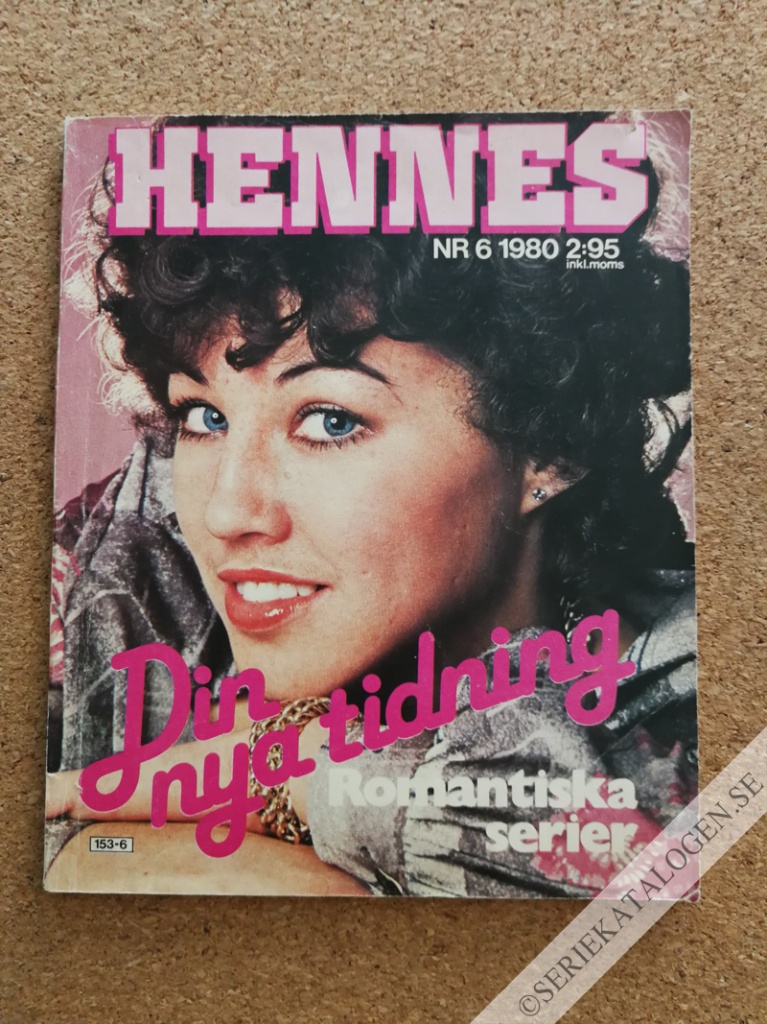 HENNES
NR 6 1980 2:95
inkl.moms
Din
nya tidning
Romantiska
serier
153-6
©SERIEKATALOGEN.SE